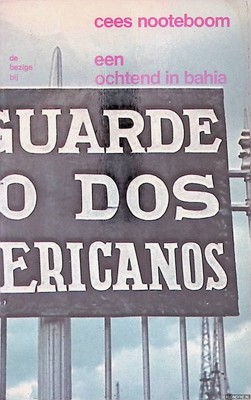 cees nooteboom
de
bezige
bij
een
ochtend in bahia
GUARDE
O DOS
ERICANOS